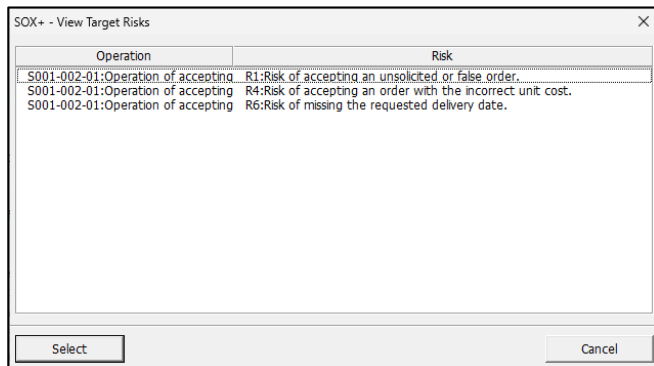 SOX+ - View Target Risks
Operation Risk
S001-002-01:Operation of accepting R1:Risk of accepting an unsolicited or false order.
S001-002-01:Operation of accepting R4:Risk of accepting an order with the incorrect unit cost.
S001-002-01:Operation of accepting R6:Risk of missing the requested delivery date.
Select Cancel